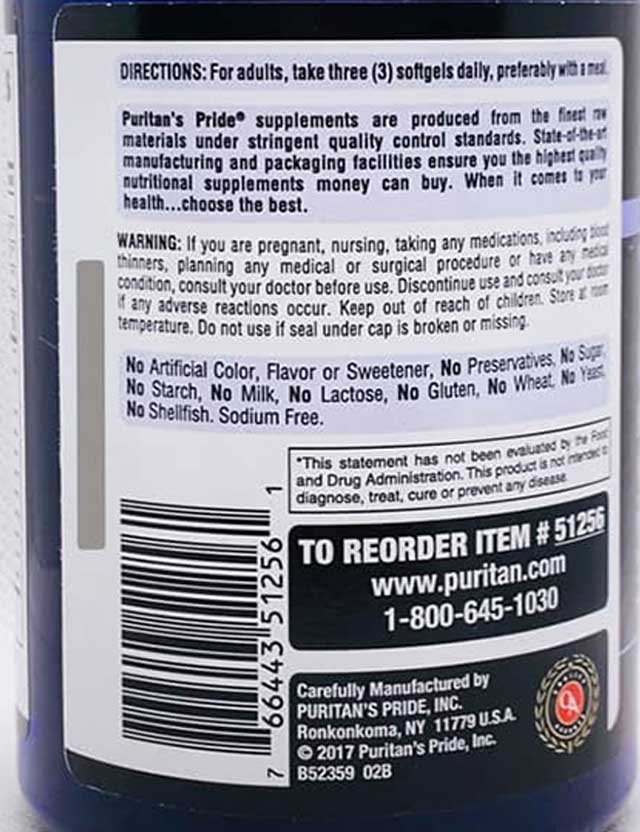 DIRECTIONS: For adults, take three (3) softgels daily, preferably with a meal.
Puritan's Pride® supplements are produced from the finest raw
materials under stringent quality control standards. State-of-the-art
manufacturing and packaging facilities ensure you the highest quality
nutritional supplements money can buy. When it comes to your
health...choose the best.
WARNING: If you are pregnant, nursing, taking any medications, including blood
thinners, planning any medical or surgical procedure or have any medical
condition, consult your doctor before use. Discontinue use and consult your doctor
if any adverse reactions occur. Keep out of reach of children. Store at room
temperature. Do not use if seal under cap is broken or missing.
No Artificial Color, Flavor or Sweetener, No Preservatives, No Sugar,
No Starch, No Milk, No Lactose, No Gluten, No Wheat, No Yeast,
No Shellfish. Sodium Free.
*This statement has not been evaluated by the Food
and Drug Administration. This product is not intended to
diagnose, treat, cure or prevent any disease.
TO REORDER ITEM # 51256
www.puritan.com
1-800-645-1030
7 66443 51256 1
Carefully Manufactured by
PURITAN'S PRIDE, INC.
Ronkonkoma, NY 11779 U.S.A.
© 2017 Puritan's Pride, Inc.
B52359 02B